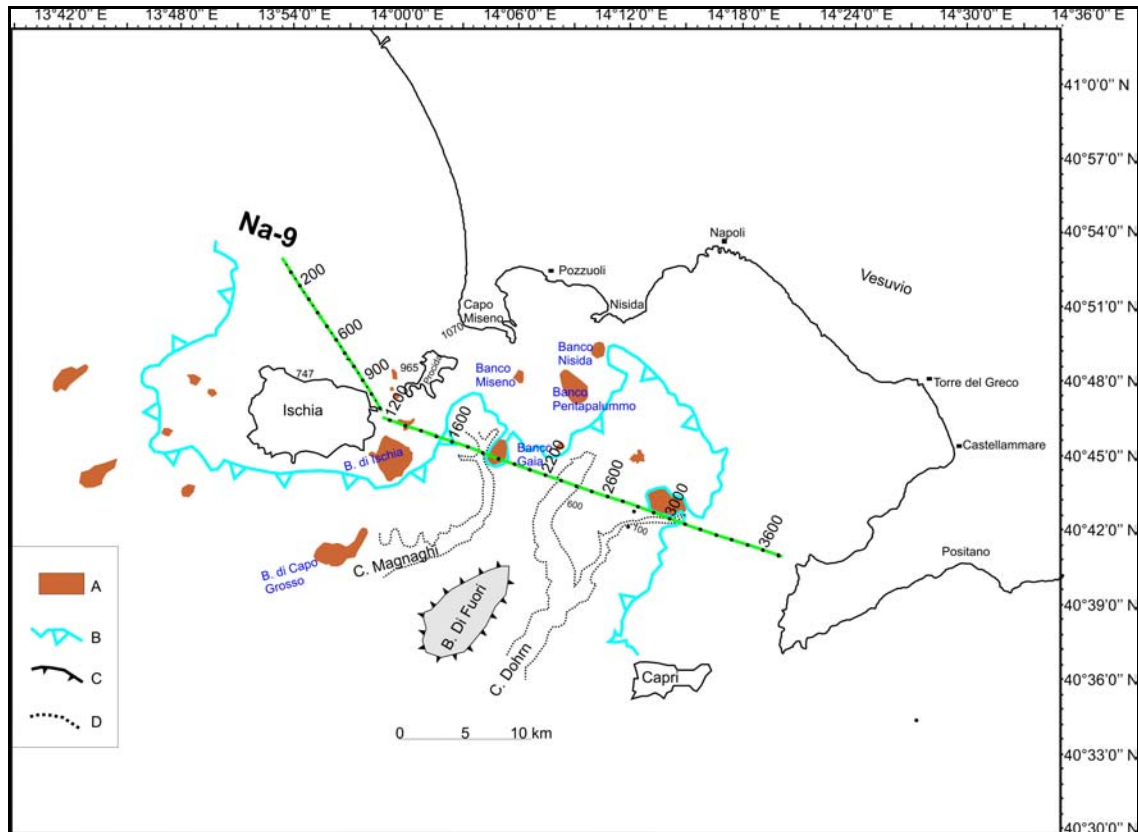 13°42'0'' E 13°48'0'' E 13°54'0'' E 14°00'0'' E 14°06'0'' E 14°12'0'' E 14°18'0'' E 14°24'0'' E 14°30'0'' E 14°36'0'' E
41°0'0'' N
40°57'0'' N
40°54'0'' N
40°51'0'' N
40°48'0'' N
40°45'0'' N
40°42'0'' N
40°39'0'' N
40°36'0'' N
40°33'0'' N
40°30'0'' N
Na-9
200
600
900
1200
1600
2200
2600
3000
3600
Napoli
Vesuvio
Pozzuoli
Capo
Miseno
Nisida
1070
965
Procida
747
Ischia
Banco
Nisida
Banco
Miseno
Banco
Pentapalummo
Torre del Greco
Castellammare
B. di Ischia
Banco
Gaia
600
100
Positano
B. di Capo
Grosso
C. Magnaghi
B. Di Fuori
C. Dohrn
Capri
A
B
C
D
0 5 10 km